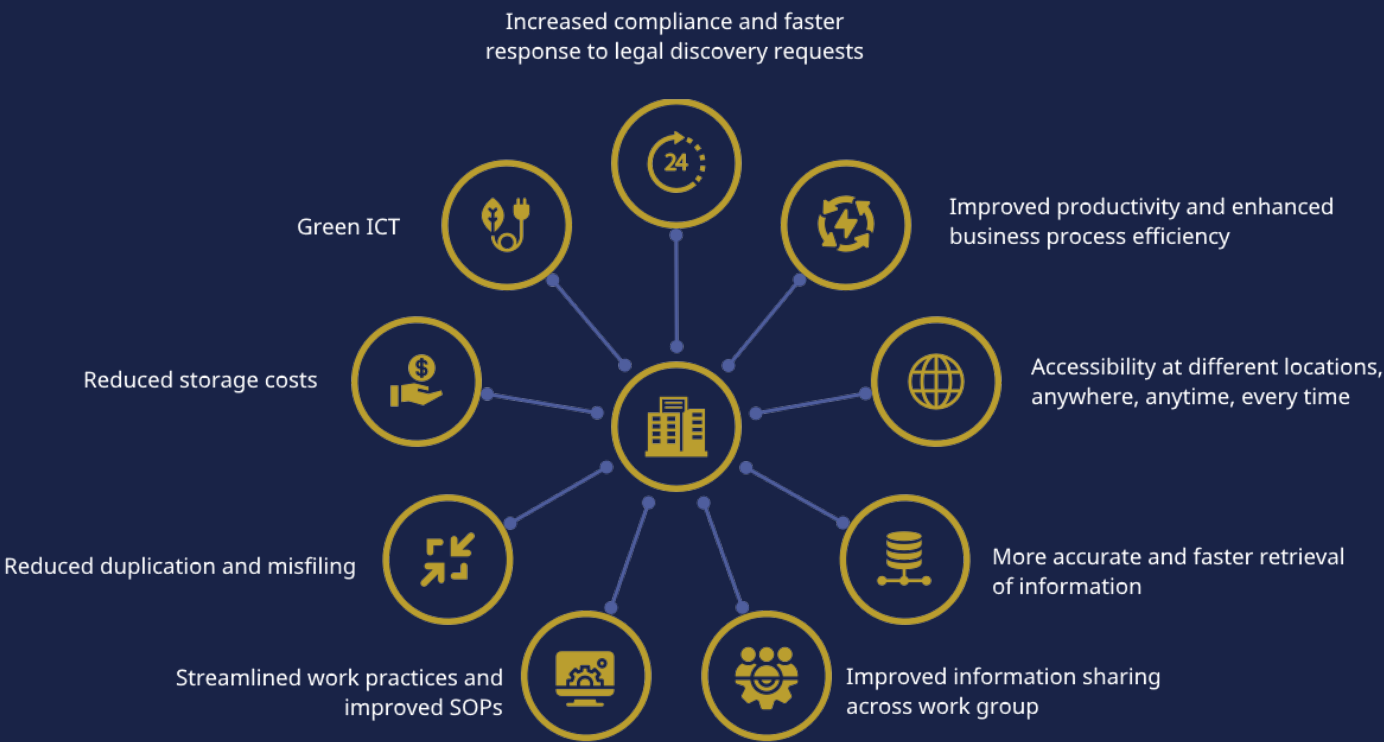 Increased compliance and faster
response to legal discovery requests
24
Green ICT
Improved productivity and enhanced
business process efficiency
Reduced storage costs
$
Accessibility at different locations,
anywhere, anytime, every time
Reduced duplication and misfiling
More accurate and faster retrieval
of information
Streamlined work practices and
improved SOPs
Improved information sharing
across work group